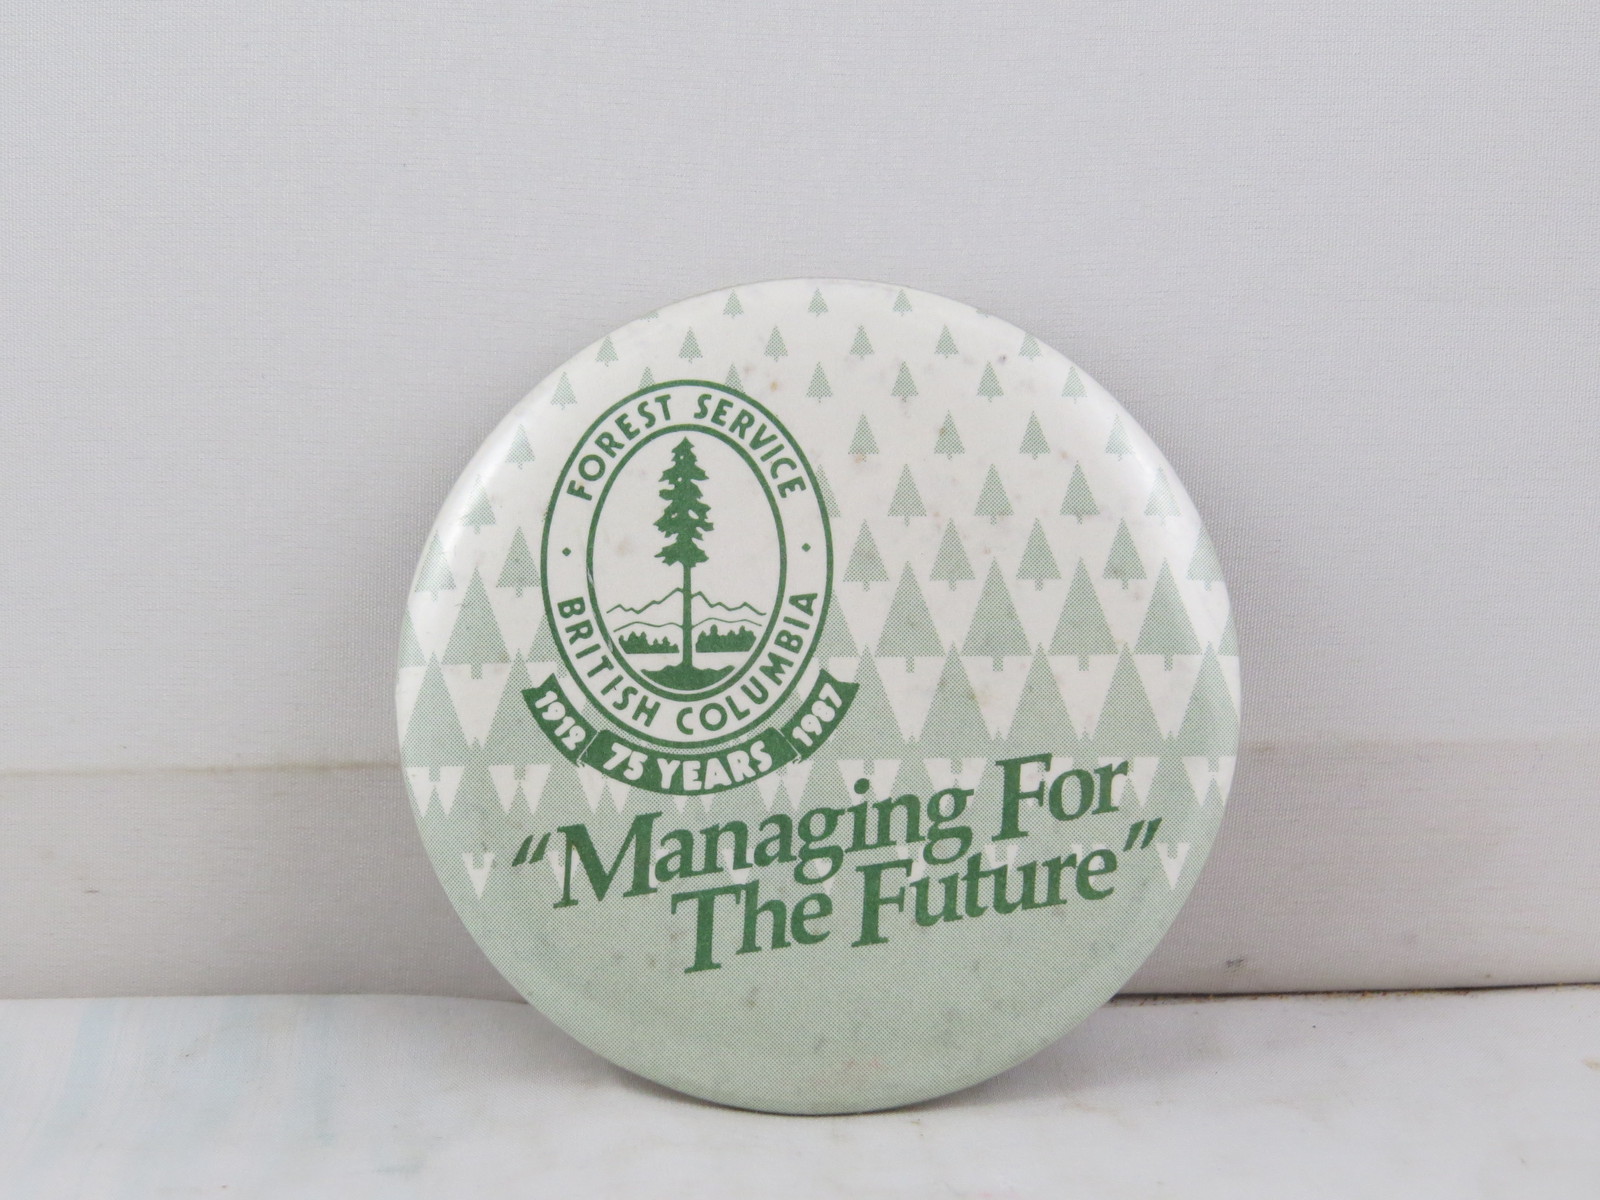 FOREST SERVICE
BRITISH COLUMBIA
1912 75 YEARS 1987
“Managing For
The Future”